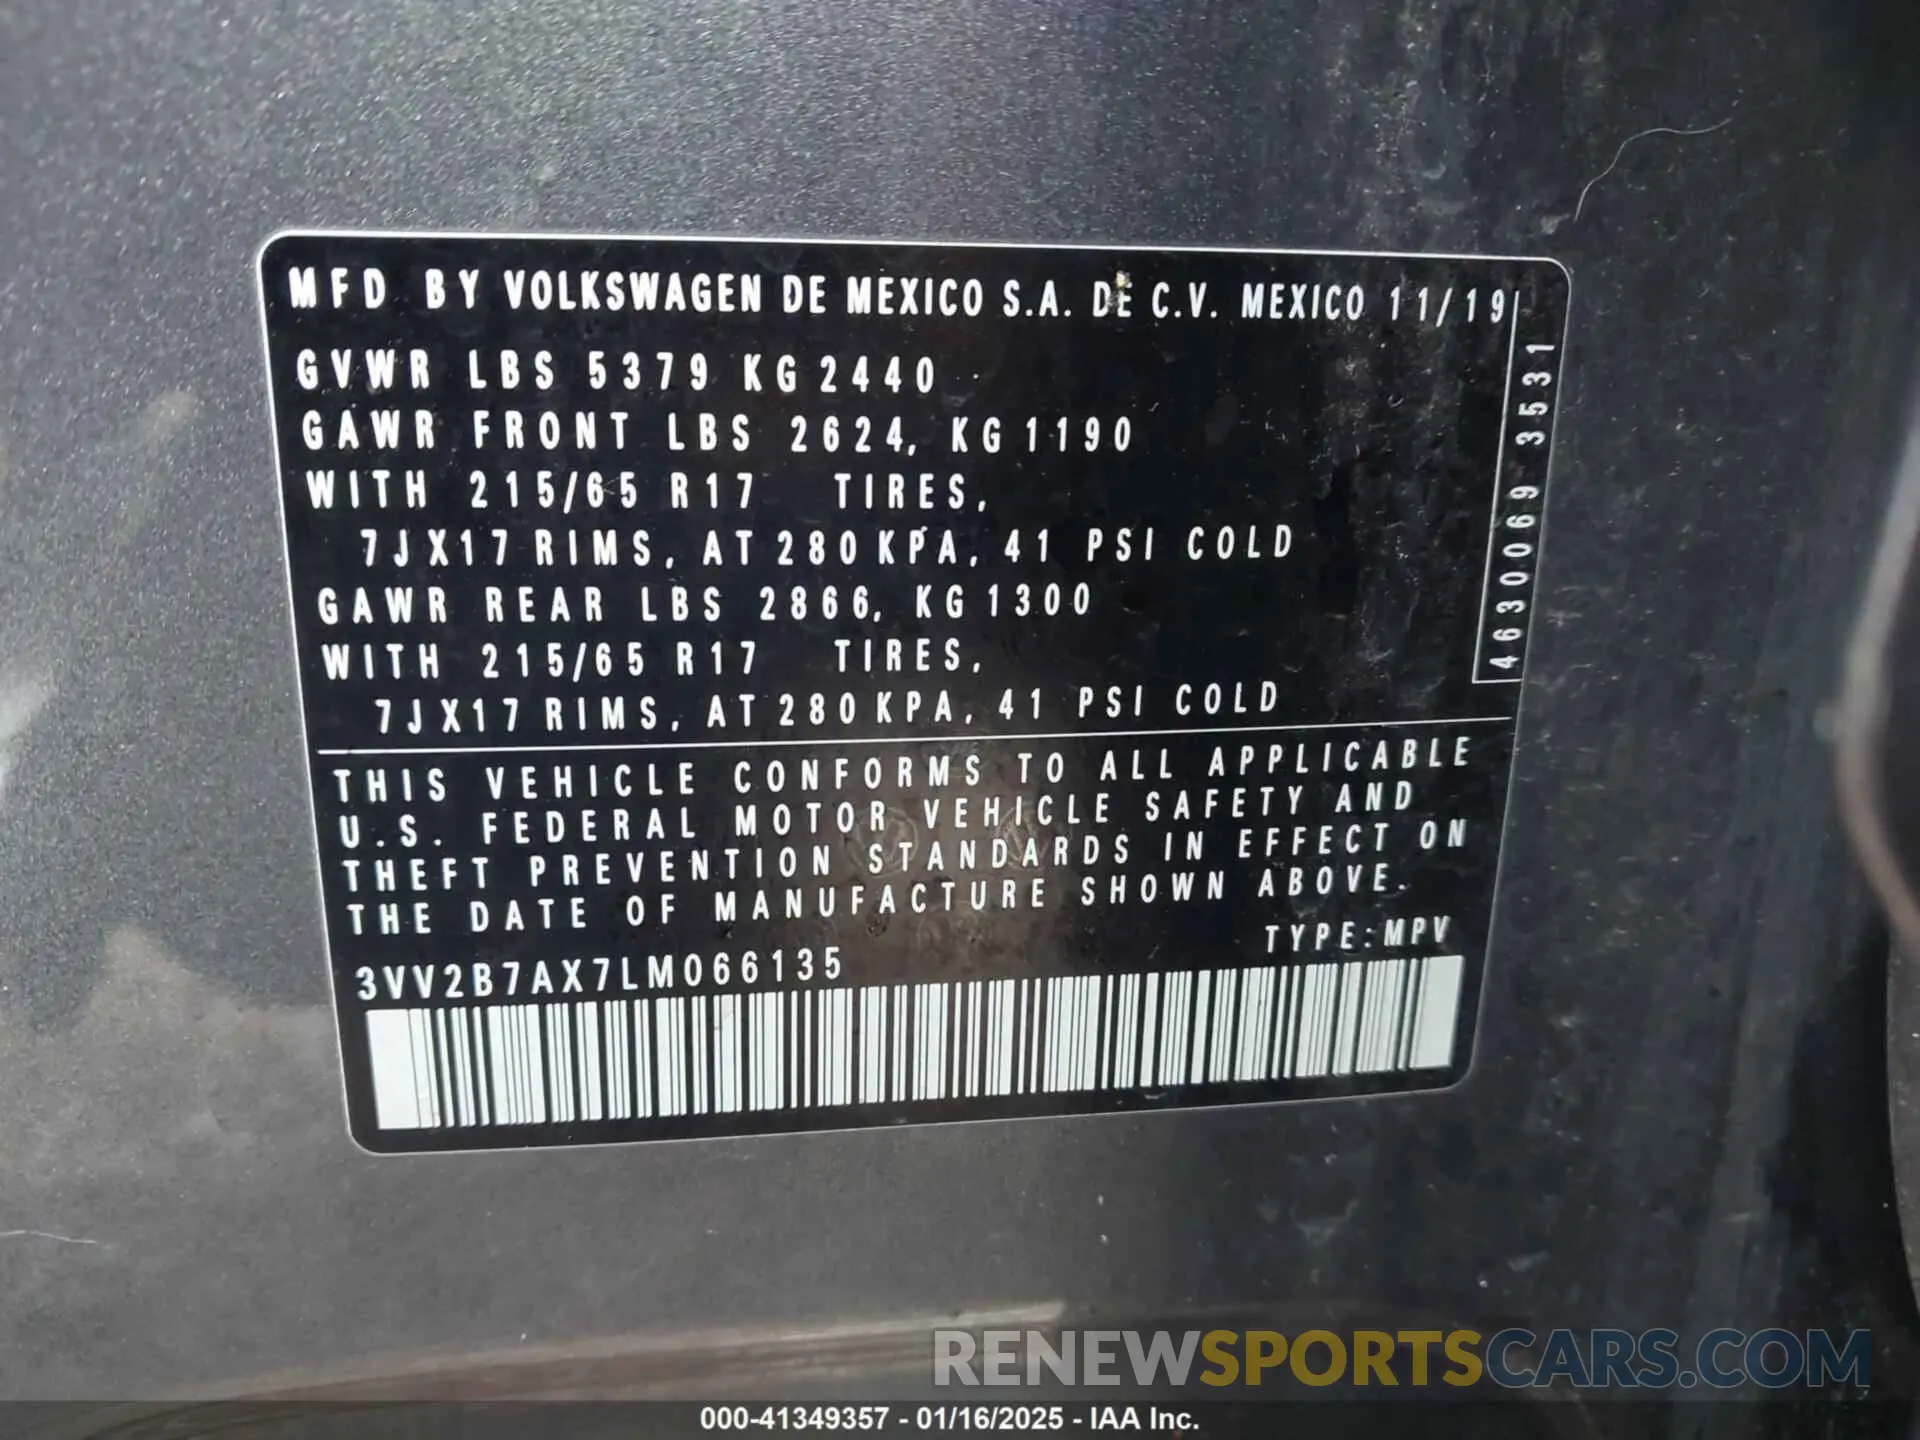 MFD BY VOLKSWAGEN DE MEXICO S.A. DE C.V. MEXICO 11/19
GVWR LBS 5379 KG 2440
GAWR FRONT LBS 2624, KG 1190
WITH 215/65 R17 TIRES,
7JX17 RIMS, AT 280 KPA, 41 PSI COLD
GAWR REAR LBS 2866, KG 1300
WITH 215/65 R17 TIRES,
7JX17 RIMS, AT 280 KPA, 41 PSI COLD
4630069 3531
THIS VEHICLE CONFORMS TO ALL APPLICABLE
U.S. FEDERAL MOTOR VEHICLE SAFETY AND
THEFT PREVENTION STANDARDS IN EFFECT ON
THE DATE OF MANUFACTURE SHOWN ABOVE.
TYPE:MPV
3VV2B7AX7LM066135
RENEWSPORTSCARS.COM
000-41349357 - 01/16/2025 - IAA Inc.